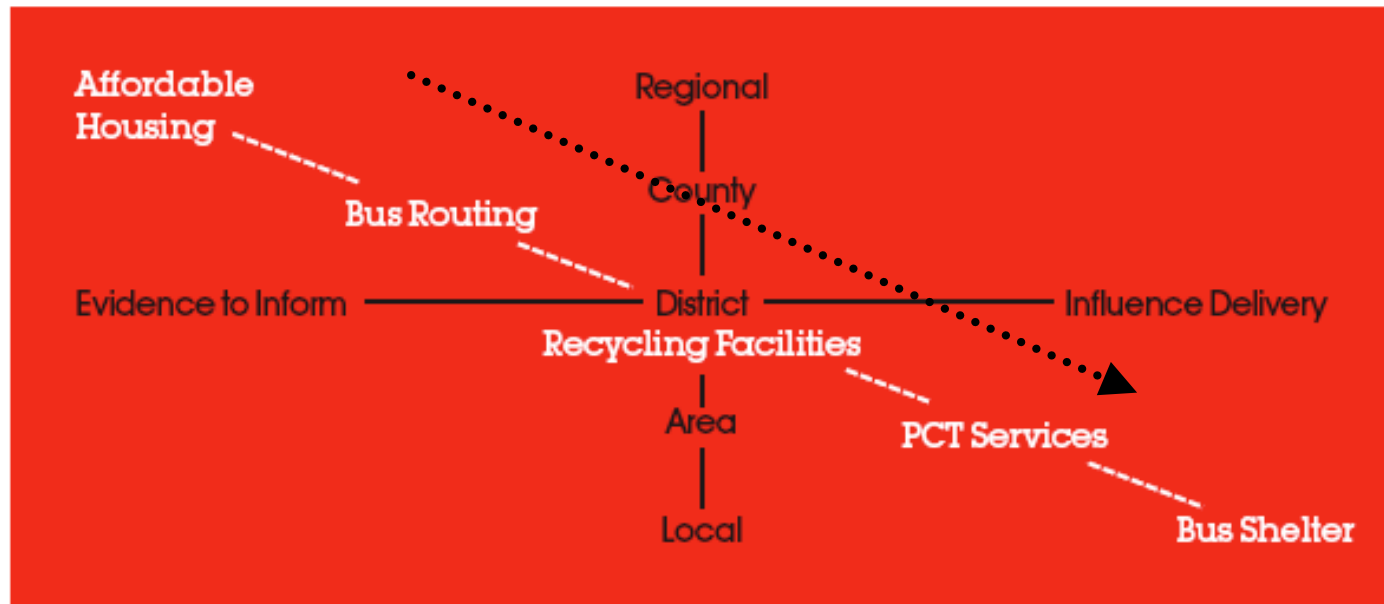 Affordable
Housing
Regional
County
Bus Routing
Evidence to Inform
District
Influence Delivery
Recycling Facilities
Area
PCT Services
Local
Bus Shelter